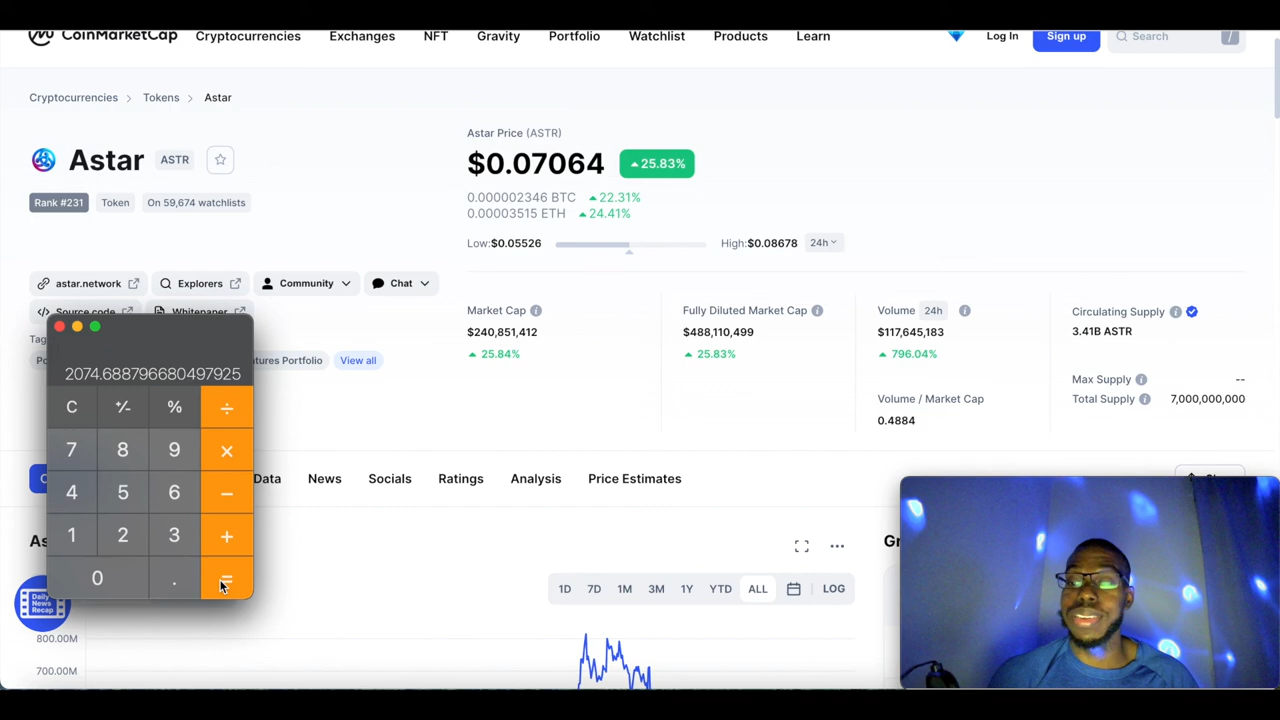 CoinMarketCap Cryptocurrencies Exchanges NFT Gravity Portfolio Watchlist Products Learn Log In Sign up Search /
Cryptocurrencies Tokens Astar
Astar ASTR
Rank #231 Token On 59,674 watchlists
Astar Price (ASTR)
$0.07064 25.83%
0.000002346 BTC 22.31%
0.00003515 ETH 24.41%
Low:$0.05526 High:$0.08678 24h
astar.network Explorers Community Chat
Source code Whitepaper
View all
Market Cap
$240,851,412
25.84%
Fully Diluted Market Cap
$488,110,499
25.83%
Volume 24h
$117,645,183
796.04%
Volume / Market Cap
0.4884
Circulating Supply
3.41B ASTR
Max Supply --
Total Supply 7,000,000,000
2074.688796680497925
C +/- % ÷
7 8 9 ×
4 5 6 −
1 2 3 +
0 . =
Data News Socials Ratings Analysis Price Estimates
1D 7D 1M 3M 1Y YTD ALL LOG
Daily
News
Recap
800.00M
700.00M